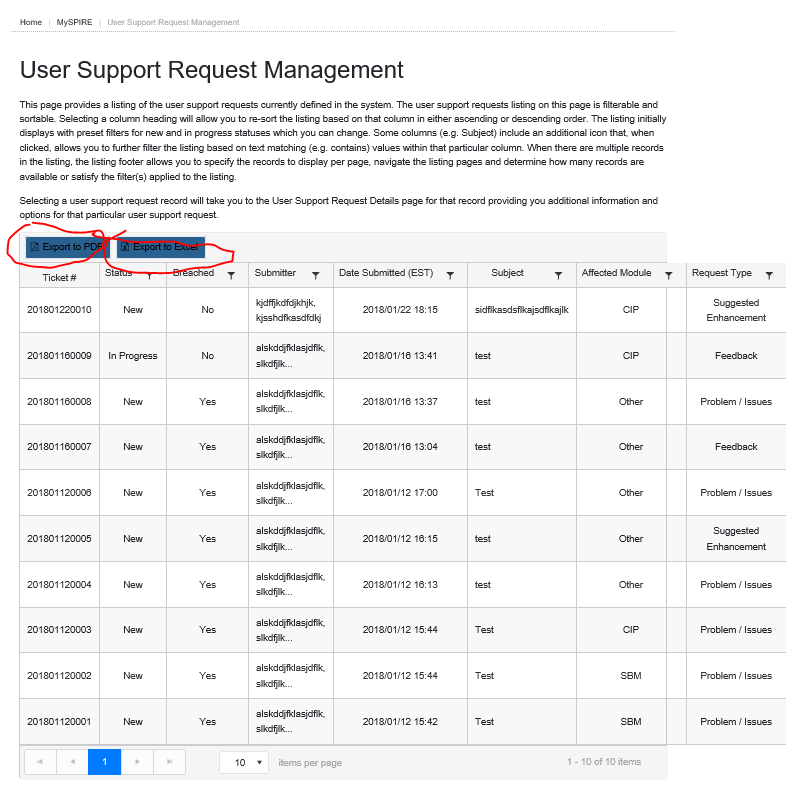 Home | MySPIRE | User Support Request Management
User Support Request Management
This page provides a listing of the user support requests currently defined in the system. The user support requests listing on this page is filterable and
sortable. Selecting a column heading will allow you to re-sort the listing based on that column in either ascending or descending order. The listing initially
displays with preset filters for new and in progress statuses which you can change. Some columns (e.g. Subject) include an additional icon that, when
clicked, allows you to further filter the listing based on text matching (e.g. contains) values within that particular column. When there are multiple records
in the listing, the listing footer allows you to specify the records to display per page, navigate the listing pages and determine how many records are
available or satisfy the filter(s) applied to the listing.
Selecting a user support request record will take you to the User Support Request Details page for that record providing you additional information and
options for that particular user support request.
Export to PDF Export to Excel
Ticket # Status Breached Submitter Date Submitted (EST) Subject Affected Module Request Type
201801220010 New No kjdffjkdfdjkhjk, 2018/01/22 18:15 sidflkasdsflkajsdflkajlk CIP Suggested
kjsshdfkasdfdkj Enhancement
201801160009 In Progress No alskddjfklasjdflk, 2018/01/16 13:41 test CIP Feedback
slkdfjlk...
201801160008 New Yes alskddjfklasjdflk, 2018/01/16 13:37 test Other Problem / Issues
slkdfjlk...
201801160007 New Yes alskddjfklasjdflk, 2018/01/16 13:04 test Other Feedback
slkdfjlk...
201801120006 New Yes alskddjfklasjdflk, 2018/01/12 17:00 Test Other Problem / Issues
slkdfjlk...
201801120005 New Yes alskddjfklasjdflk, 2018/01/12 16:15 test Other Suggested
slkdfjlk... Enhancement
201801120004 New Yes alskddjfklasjdflk, 2018/01/12 16:13 test Other Problem / Issues
slkdfjlk...
201801120003 New Yes alskddjfklasjdflk, 2018/01/12 15:44 Test CIP Problem / Issues
slkdfjlk...
201801120002 New Yes alskddjfklasjdflk, 2018/01/12 15:44 Test SBM Problem / Issues
slkdfjlk...
201801120001 New Yes alskddjfklasjdflk, 2018/01/12 15:42 Test SBM Problem / Issues
slkdfjlk...
1 10 items per page 1 - 10 of 10 items